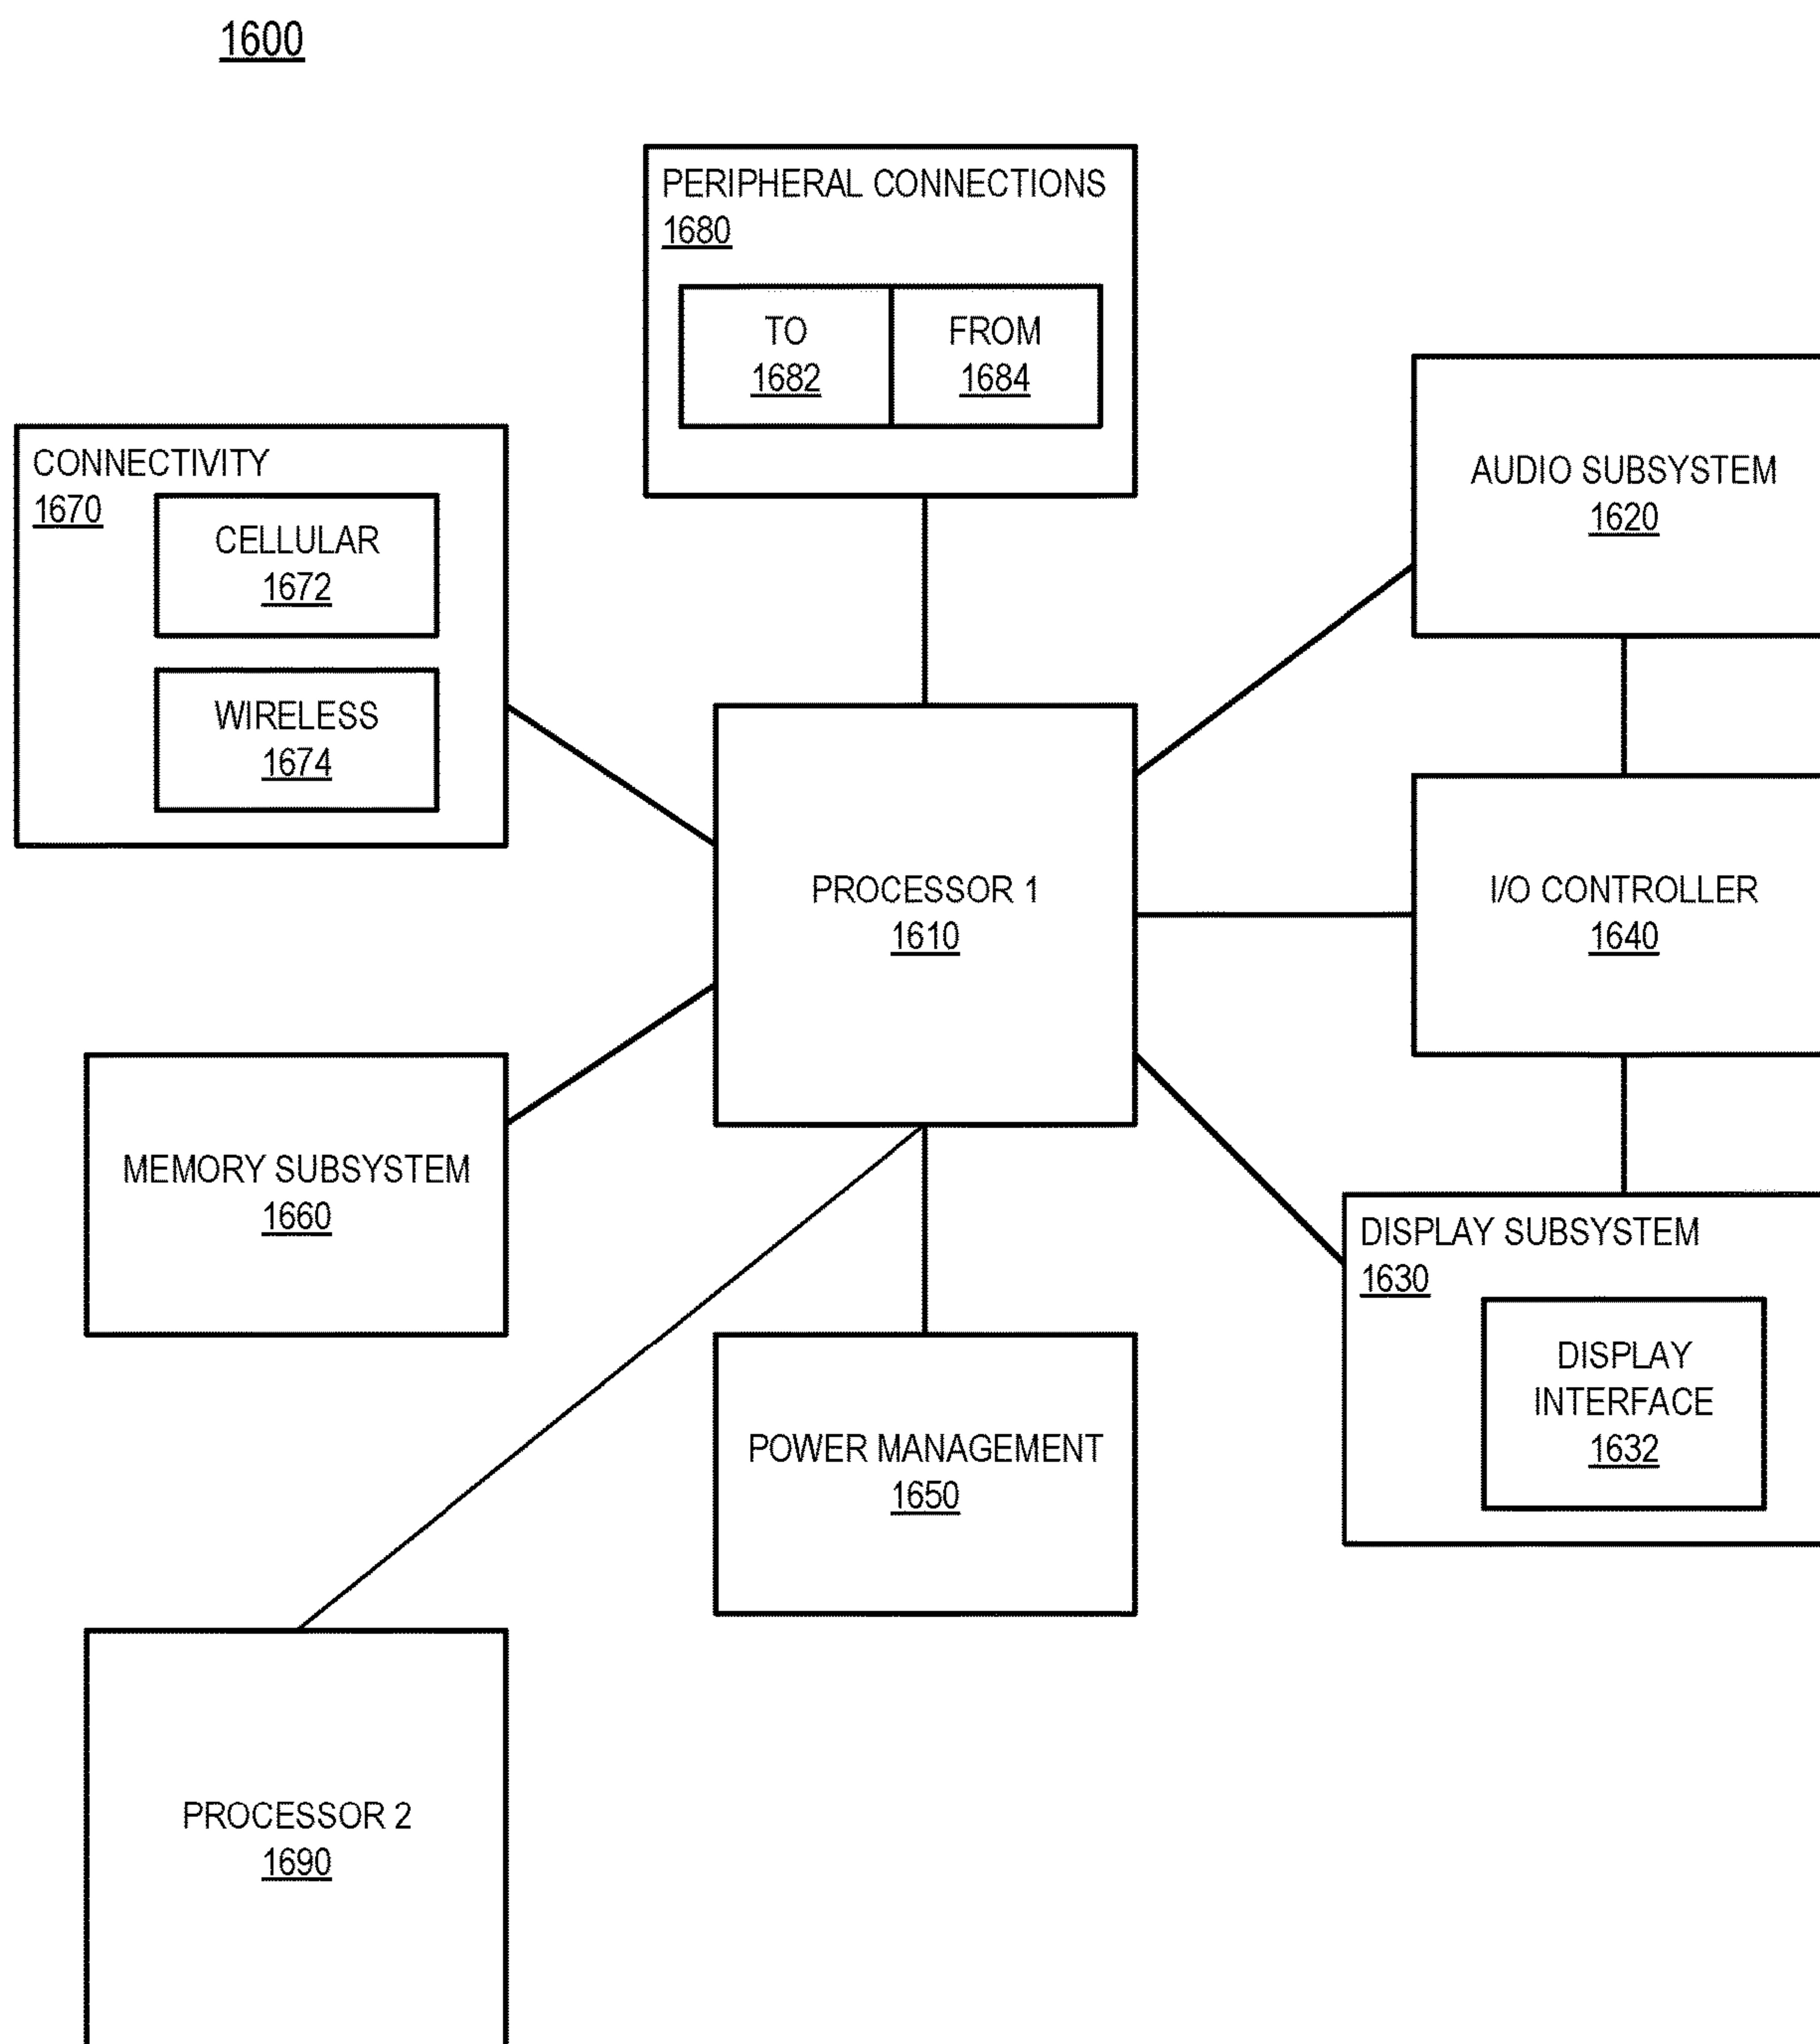 1600
PERIPHERAL CONNECTIONS
1680
TO
1682
FROM
1684
CONNECTIVITY
1670
CELLULAR
1672
WIRELESS
1674
AUDIO SUBSYSTEM
1620
PROCESSOR 1
1610
I/O CONTROLLER
1640
MEMORY SUBSYSTEM
1660
DISPLAY SUBSYSTEM
1630
DISPLAY
INTERFACE
1632
POWER MANAGEMENT
1650
PROCESSOR 2
1690